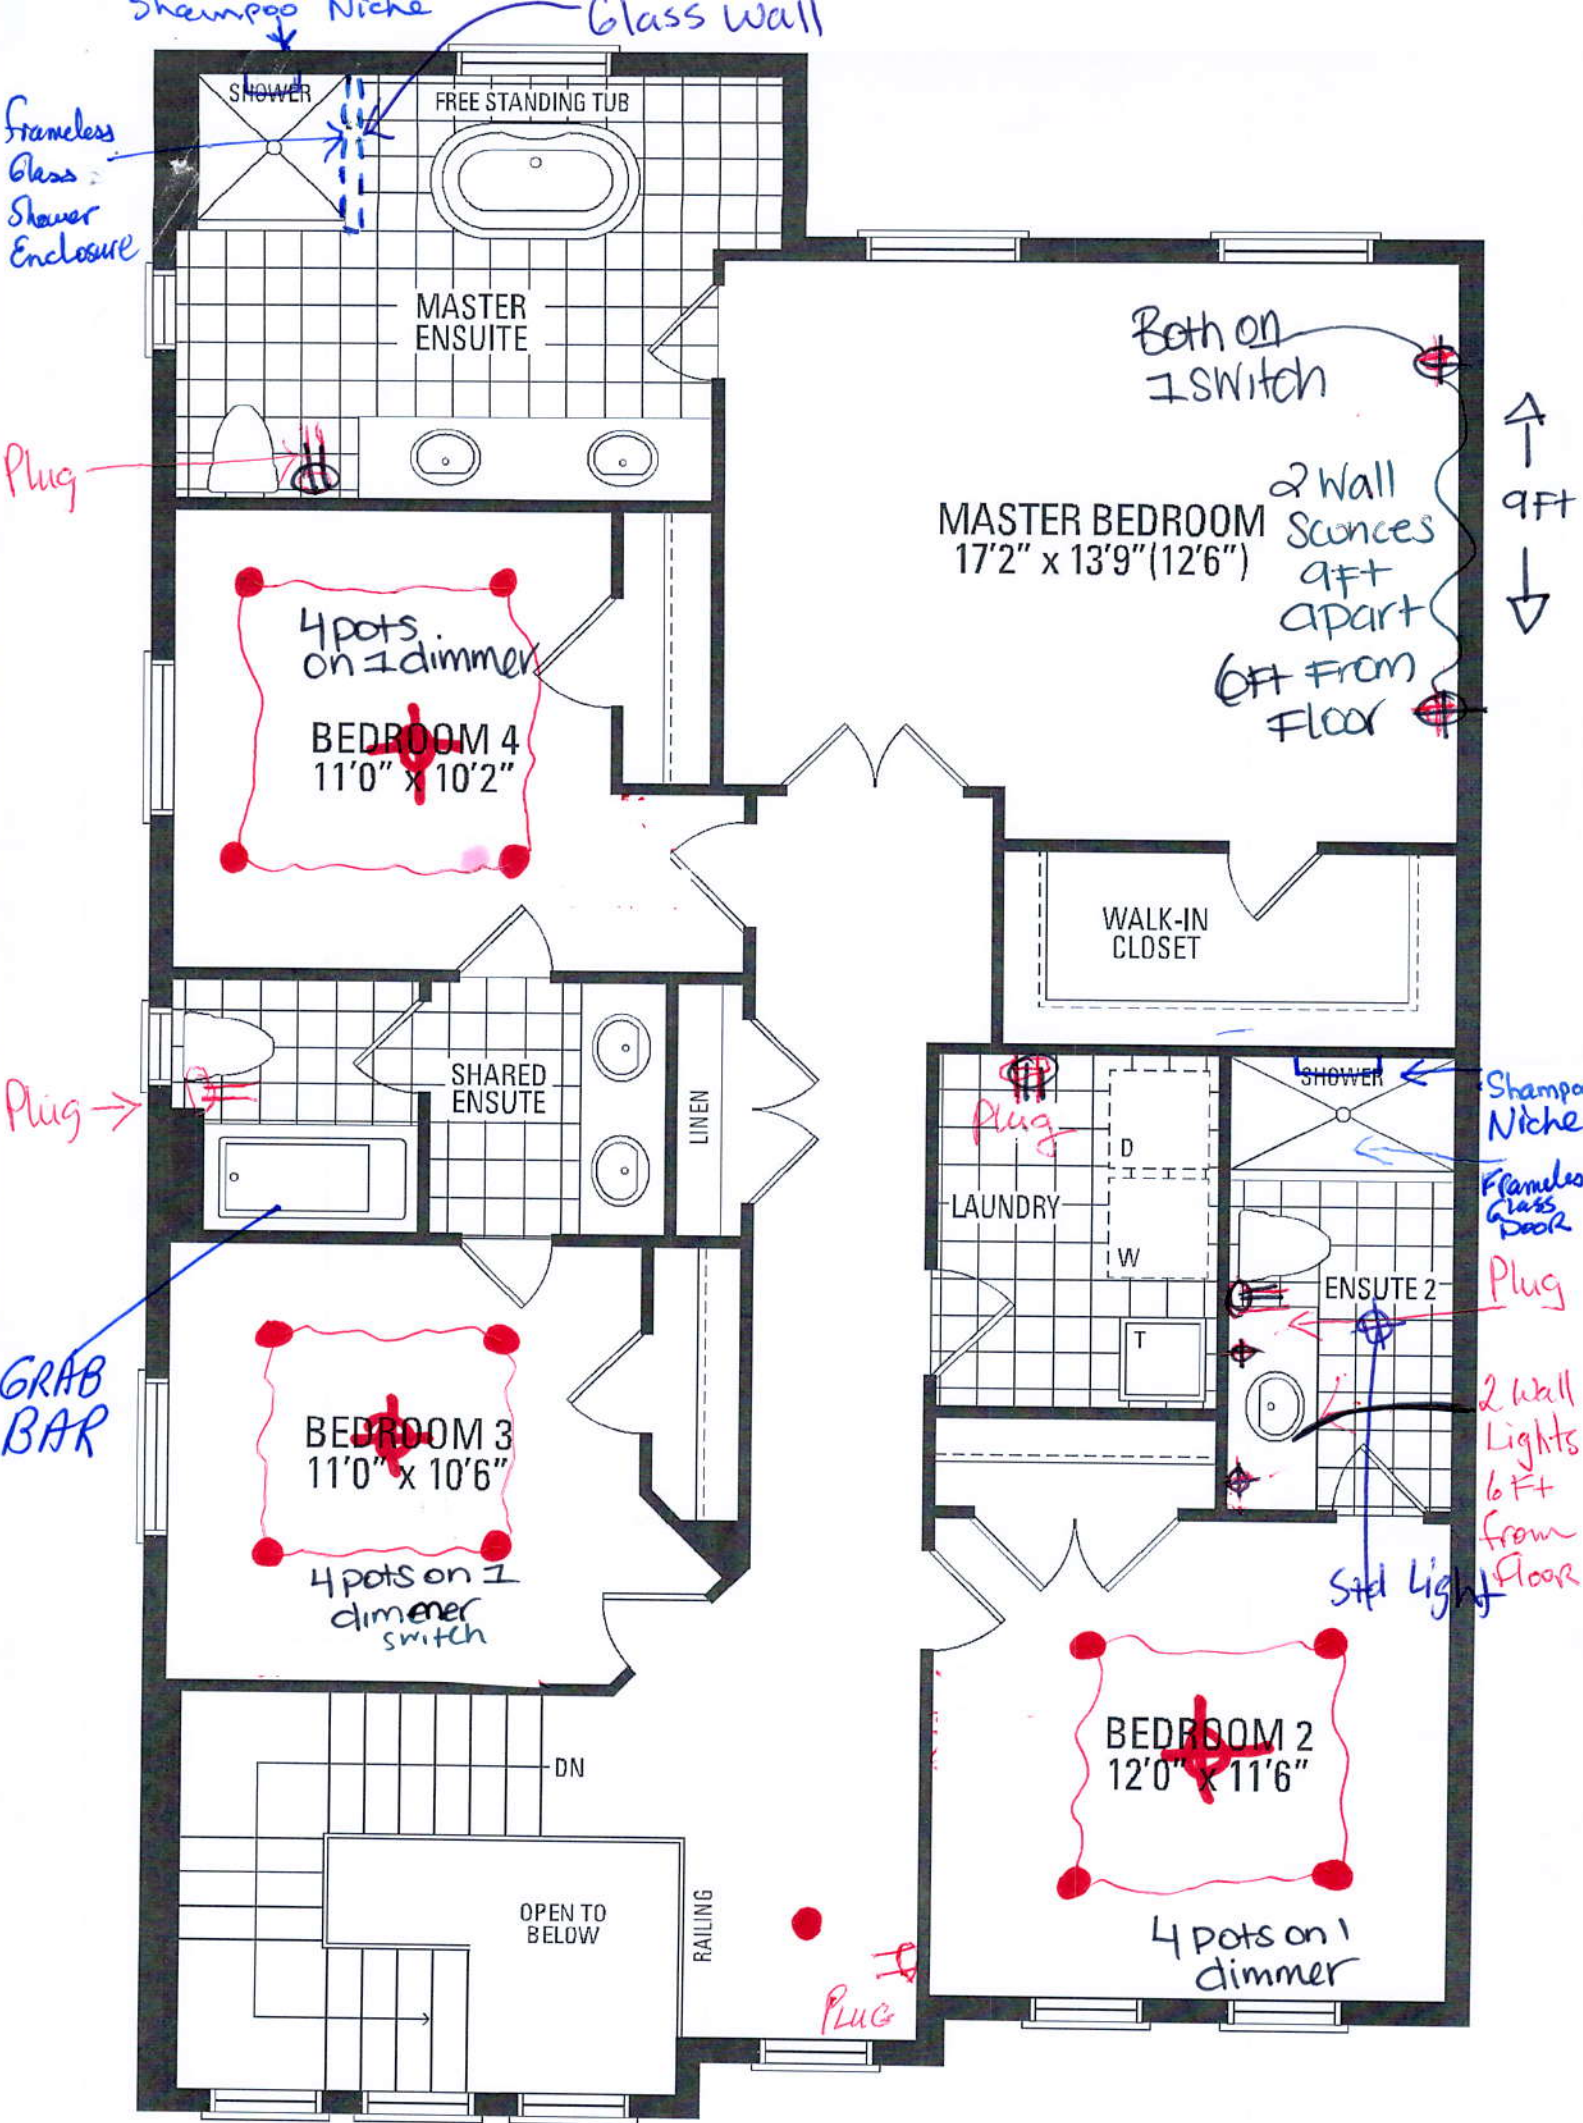 Shampoo Niche
Glass Wall
SHOWER
FREE STANDING TUB
frameless
Glass
Shower
Enclosure
MASTER
ENSUITE
Plug
Both on
1 SWitch
9Ft
MASTER BEDROOM
17'2" x 13'9"(12'6")
2 Wall
Sconces
9Ft
apart
6Ft From
Floor
4 pots
on 1 dimmer
BEDROOM 4
11'0" x 10'2"
WALK-IN
CLOSET
SHARED
ENSUTE
LINEN
Plug
Plug
D
LAUNDRY
W
T
SHOWER
Shampo
Niche
Frameles
Glass
DOOR
ENSUTE 2
Plug
2 Wall
Lights
6 Ft
from
Floor
Std Light
GRAB
BAR
BEDROOM 3
11'0" x 10'6"
4 pots on 1
dimmer
switch
DN
OPEN TO
BELOW
RAILING
PLUG
BEDROOM 2
12'0" x 11'6"
4 pots on 1
dimmer